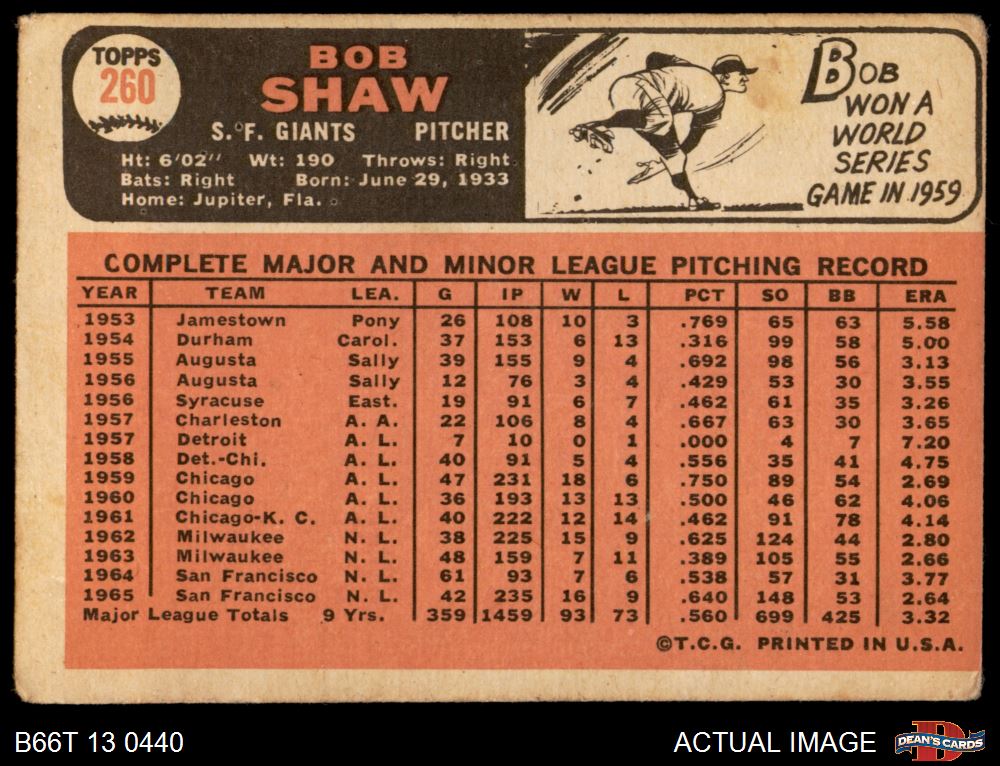 TOPPS
260
BOB
SHAW
S. F. GIANTS PITCHER
Ht: 6'02" Wt: 190 Throws: Right
Bats: Right Born: June 29, 1933
Home: Jupiter, Fla.
BOB
WON A
WORLD
SERIES
GAME IN 1959
COMPLETE MAJOR AND MINOR LEAGUE PITCHING RECORD
YEAR TEAM LEA. G IP W L PCT SO BB ERA
1953 Jamestown Pony 26 108 10 3 .769 65 63 5.58
1954 Durham Carol. 37 153 6 13 .316 99 58 5.00
1955 Augusta Sally 39 155 9 4 .692 98 56 3.13
1956 Augusta Sally 12 76 3 4 .429 53 30 3.55
1956 Syracuse East. 19 91 6 7 .462 61 35 3.26
1957 Charleston A. A. 22 106 8 4 .667 63 30 3.65
1957 Detroit A. L. 7 10 0 1 .000 4 7 7.20
1958 Det.-Chi. A. L. 40 91 5 4 .556 35 41 4.75
1959 Chicago A. L. 47 231 18 6 .750 89 54 2.69
1960 Chicago A. L. 36 193 13 13 .500 46 62 4.06
1961 Chicago-K. C. A. L. 40 222 12 14 .462 91 78 4.14
1962 Milwaukee N. L. 38 225 15 9 .625 124 44 2.80
1963 Milwaukee N. L. 48 159 7 11 .389 105 55 2.66
1964 San Francisco N. L. 61 93 7 6 .538 57 31 3.77
1965 San Francisco N. L. 42 235 16 9 .640 148 53 2.64
Major League Totals 9 Yrs. 359 1459 93 73 .560 699 425 3.32
©T.C.G. PRINTED IN U.S.A.
B66T 13 0440
ACTUAL IMAGE
DEAN'S CARDS